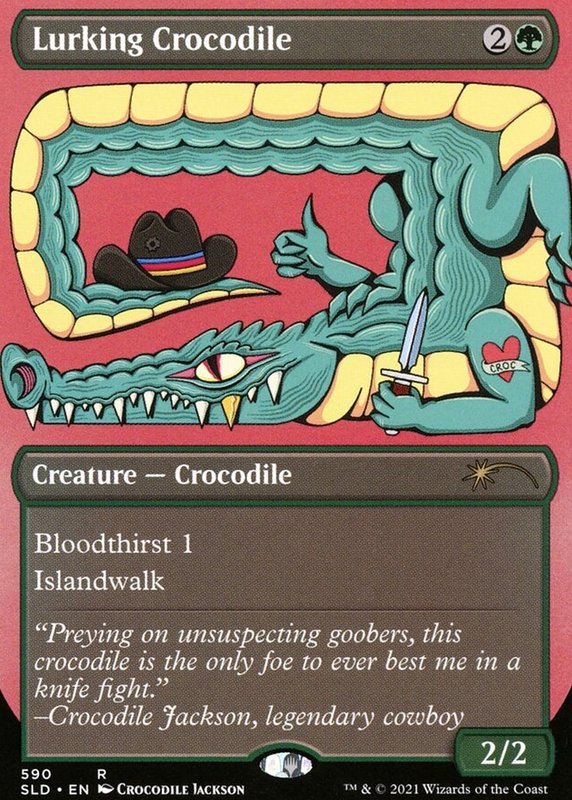 Lurking Crocodile 2
CROC
Creature — Crocodile
Bloodthirst 1
Islandwalk
“Preying on unsuspecting goobers, this
crocodile is the only foe to ever best me in a
knife fight.”
–Crocodile Jackson, legendary cowboy
2/2
590 R
SLD • EN Crocodile Jackson
™ & © 2021 Wizards of the Coast